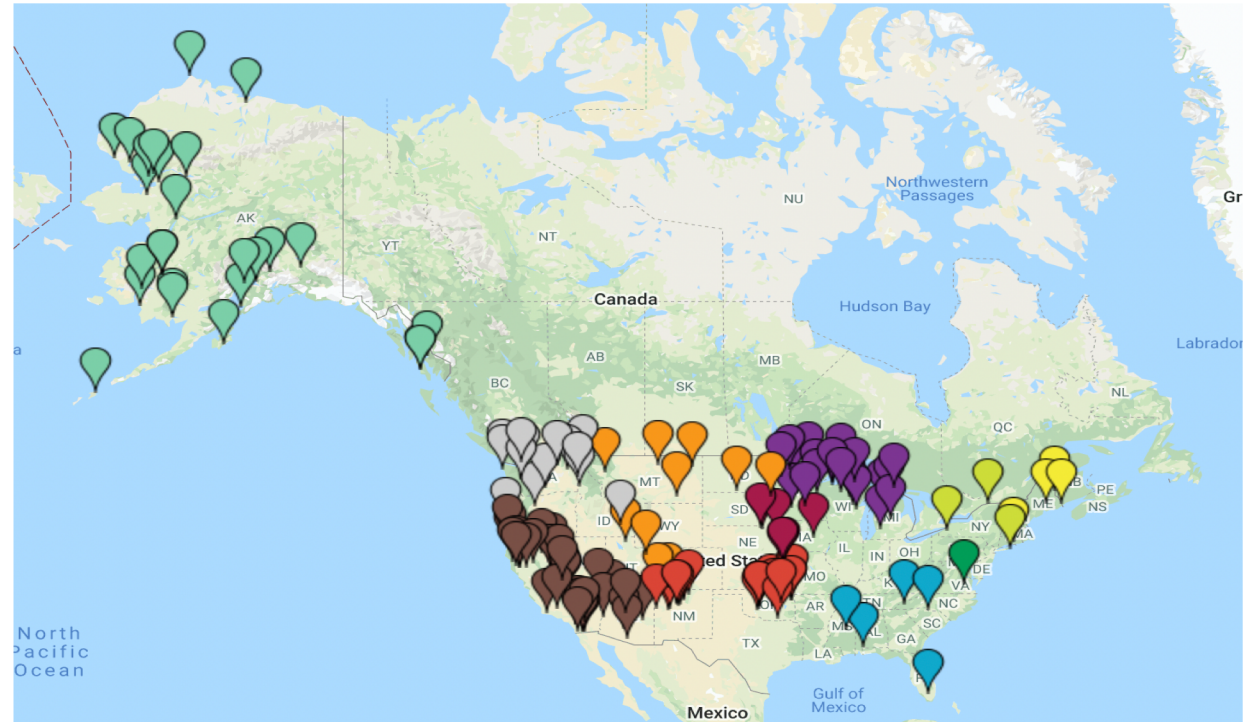 Northwestern
Passages
Gr
NU
AK
YT
NT
Canada
Hudson Bay
a
Labrador
AB
MB
BC
SK
NL
ON
QC
MT
ID
SD
WI
MI
ME
PE
NS
NY
WY
NE
IL
IN
OH
DE
MO
VA
NM
AR
TN
NC
SC
TX
MS
AL
GA
LA
North
Pacific
Ocean
Gulf of
Mexico
Mexico